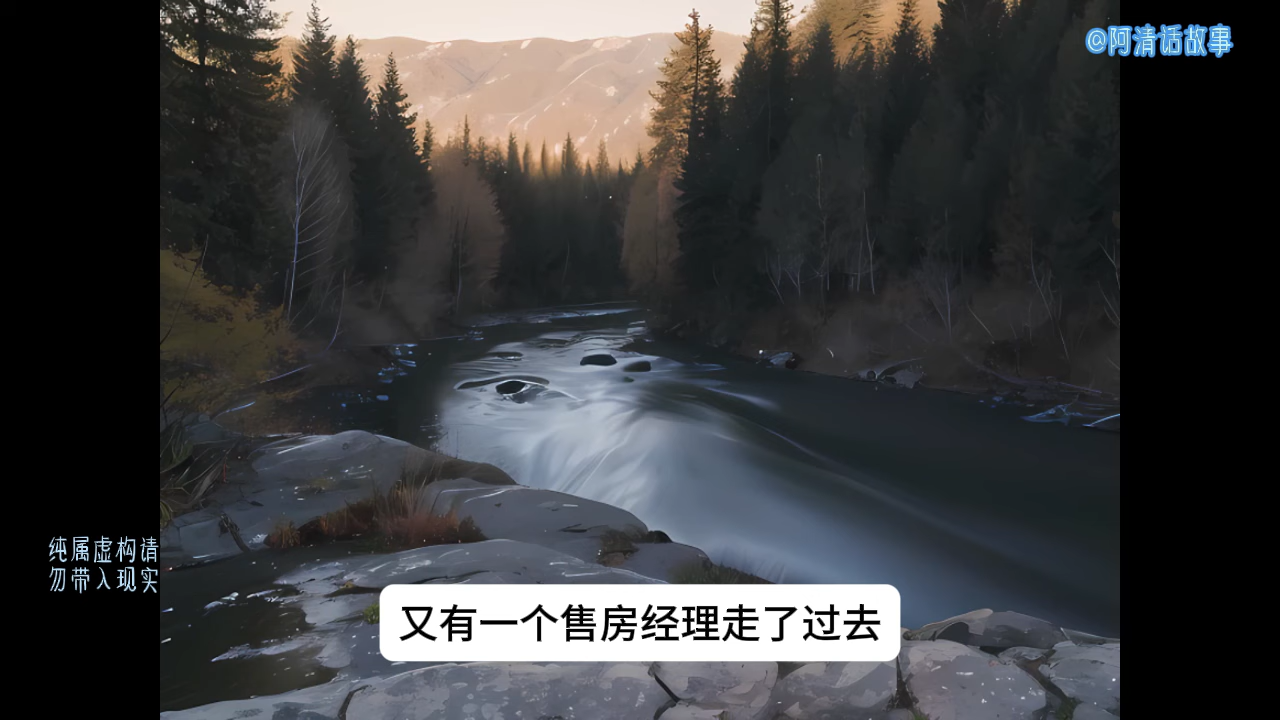 @阿清话故事
纯属虚构请
勿带入现实
又有一个售房经理走了过去